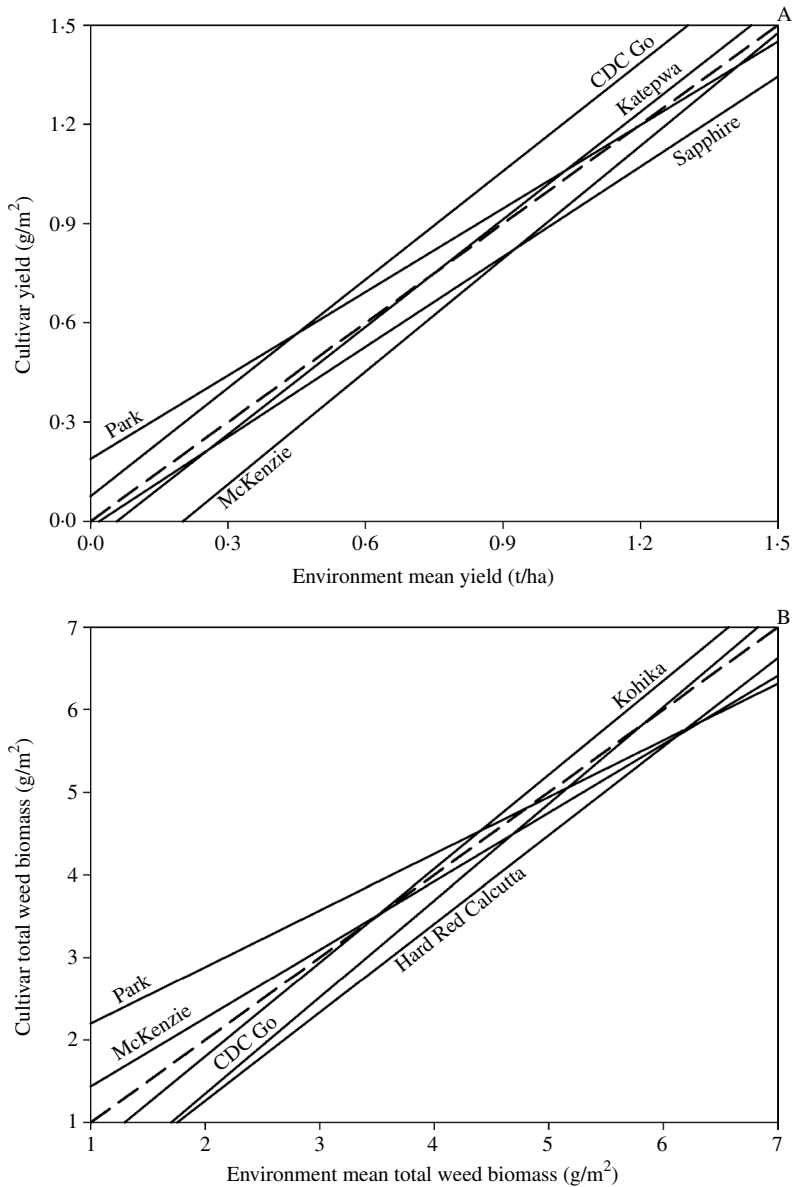 A
1·5
1·2
0·9
0·6
0·3
0·0
Cultivar yield (g/m²)
CDC Go
Katepwa
Sapphire
Park
McKenzie
0·0 0·3 0·6 0·9 1·2 1·5
Environment mean yield (t/ha)
B
7
6
5
4
3
2
1
Cultivar total weed biomass (g/m²)
Kohika
Hard Red Calcutta
Park
McKenzie
CDC Go
1 2 3 4 5 6 7
Environment mean total weed biomass (g/m²)